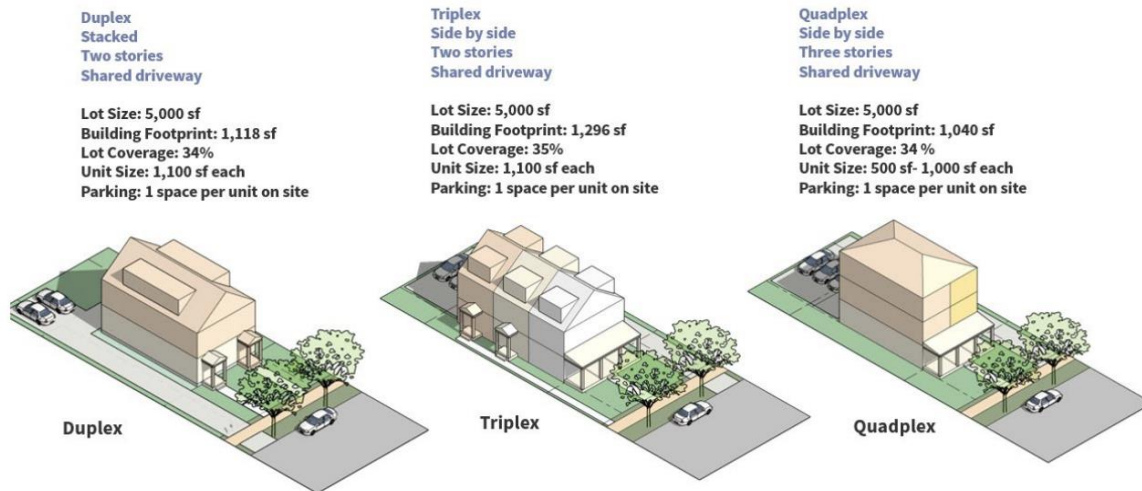 Duplex
Stacked
Two stories
Shared driveway
Lot Size: 5,000 sf
Building Footprint: 1,118 sf
Lot Coverage: 34%
Unit Size: 1,100 sf each
Parking: 1 space per unit on site
Duplex
Triplex
Side by side
Two stories
Shared driveway
Lot Size: 5,000 sf
Building Footprint: 1,296 sf
Lot Coverage: 35%
Unit Size: 1,100 sf each
Parking: 1 space per unit on site
Triplex
Quadplex
Side by side
Three stories
Shared driveway
Lot Size: 5,000 sf
Building Footprint: 1,040 sf
Lot Coverage: 34 %
Unit Size: 500 sf- 1,000 sf each
Parking: 1 space per unit on site
Quadplex